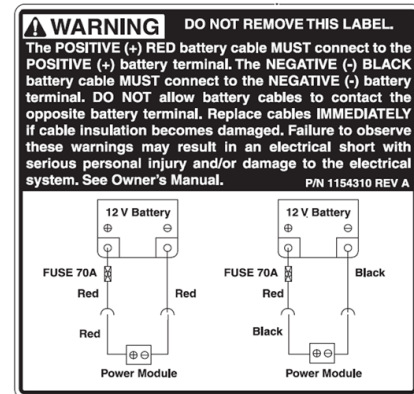 ⚠ WARNING DO NOT REMOVE THIS LABEL.
The POSITIVE (+) RED battery cable MUST connect to the
POSITIVE (+) battery terminal. The NEGATIVE (-) BLACK
battery cable MUST connect to the NEGATIVE (-) battery
terminal. DO NOT allow battery cables to contact the
opposite battery terminal. Replace cables IMMEDIATELY
if cable insulation becomes damaged. Failure to observe
these warnings may result in an electrical short with
serious personal injury and/or damage to the electrical
system. See Owner's Manual. P/N 1154310 REV A
12 V Battery
⊕ ⊖
FUSE 70A
Red Red
Red
⊕ ⊖
Power Module
12 V Battery
⊕ ⊖
FUSE 70A Black
Red
Black
⊕ ⊖
Power Module